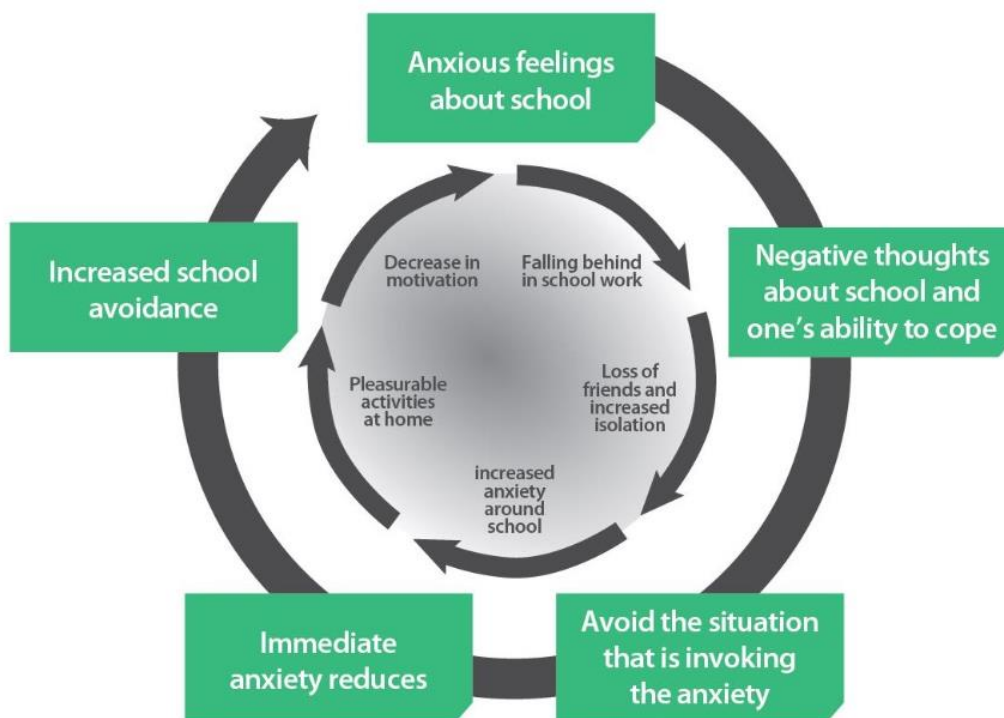 Anxious feelings
about school
Negative thoughts
about school and
one's ability to cope
Avoid the situation
that is invoking
the anxiety
Immediate
anxiety reduces
Increased school
avoidance
Falling behind
in school work
Loss of
friends and
increased
isolation
increased
anxiety
around
school
Pleasurable
activities
at home
Decrease in
motivation